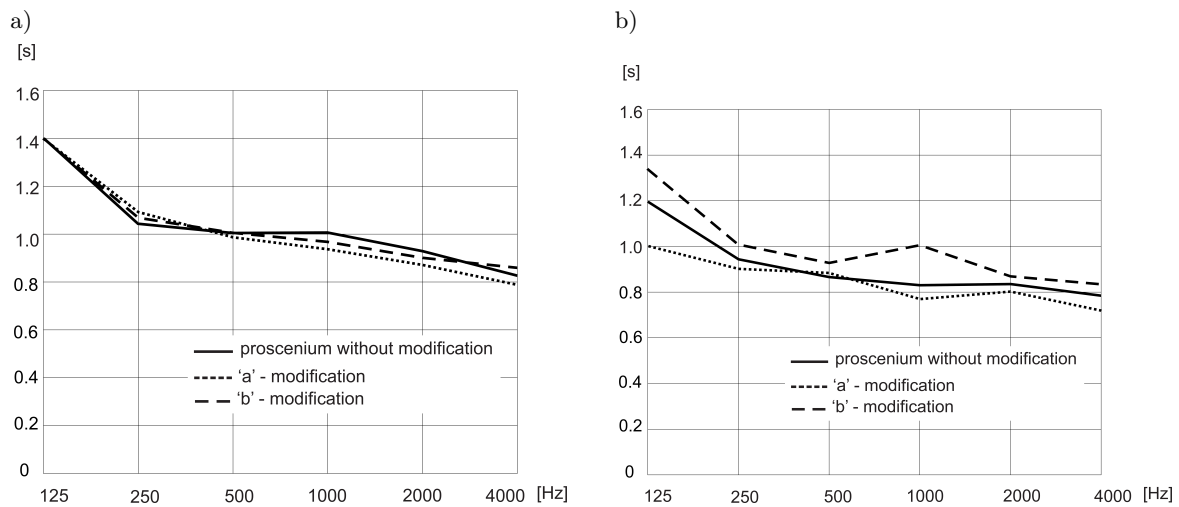 a)
[s]
1.6
1.4
1.2
1.0
0.8
0.6
0.4
0.2
0
125 250 500 1000 2000 4000 [Hz]
proscenium without modification
‘a’ - modification
‘b’ - modification
b)
[s]
1.6
1.4
1.2
1.0
0.8
0.6
0.4
0.2
0
125 250 500 1000 2000 4000 [Hz]
proscenium without modification
‘a’ - modification
‘b’ - modification